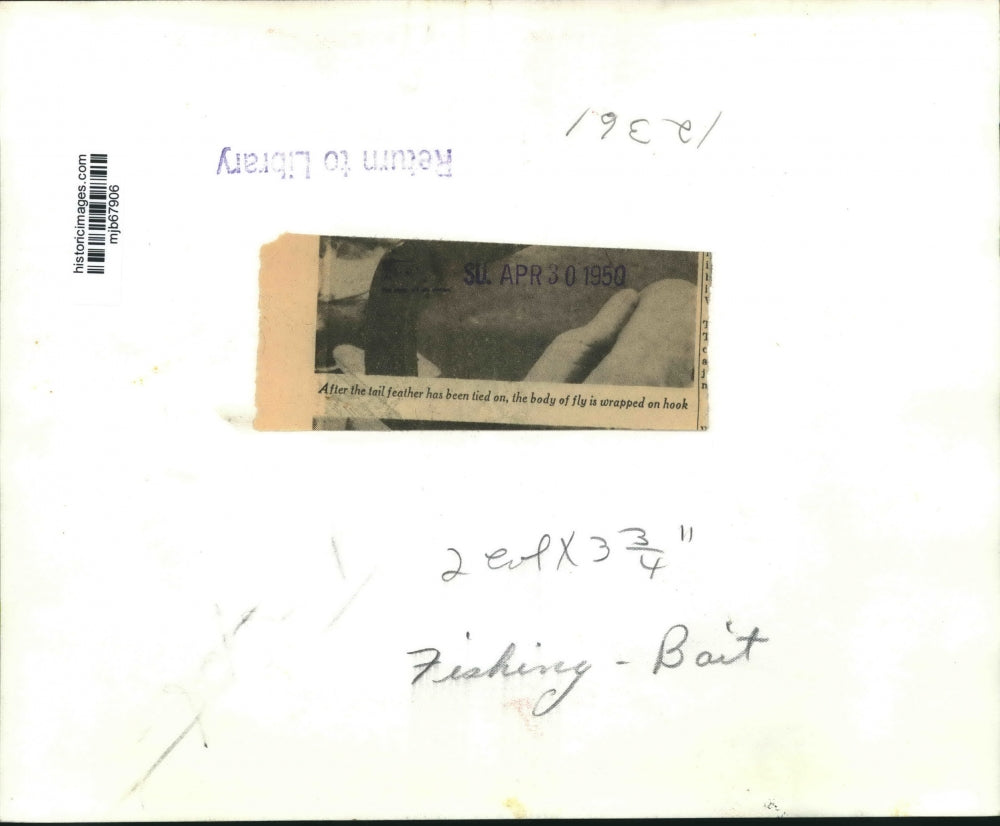 12361
Return to Library
historicimages.com
mjb67906
SU. APR 30 1950
After the tail feather has been tied on, the body of fly is wrapped on hook
2 col X 3 3/4"
Fishing - Bait